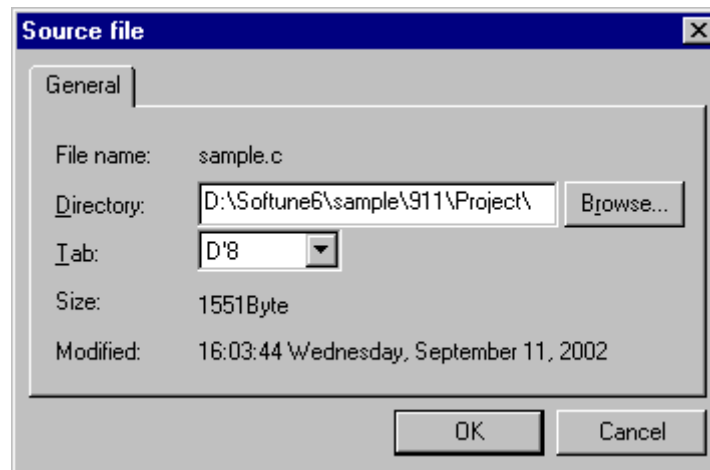 Source file
General
File name: sample.c
Directory: D:\Softune6\sample\911\Project\ Browse...
Tab: D'8
Size: 1551Byte
Modified: 16:03:44 Wednesday, September 11, 2002
OK Cancel